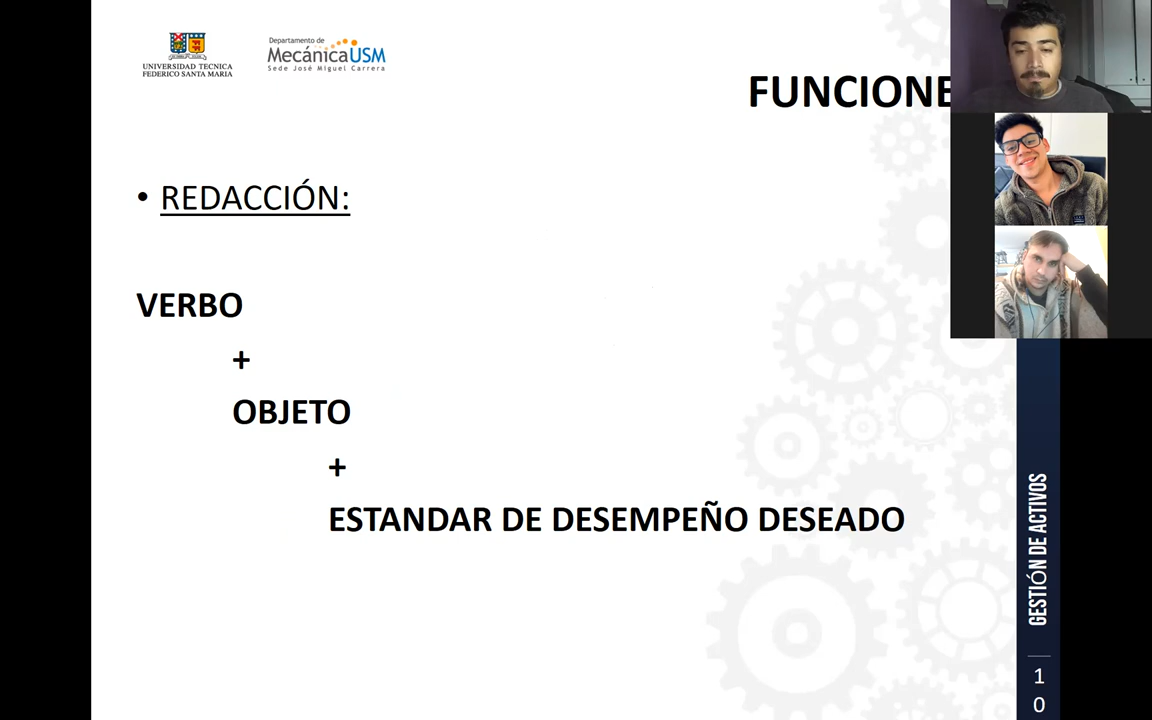 UNIVERSIDAD TECNICA
FEDERICO SANTA MARIA
Departamento de
MecánicaUSM
Sede José Miguel Carrera
FUNCIONE
• REDACCIÓN:
VERBO
+
OBJETO
+
ESTANDAR DE DESEMPEÑO DESEADO
GESTIÓN DE ACTIVOS
1
0